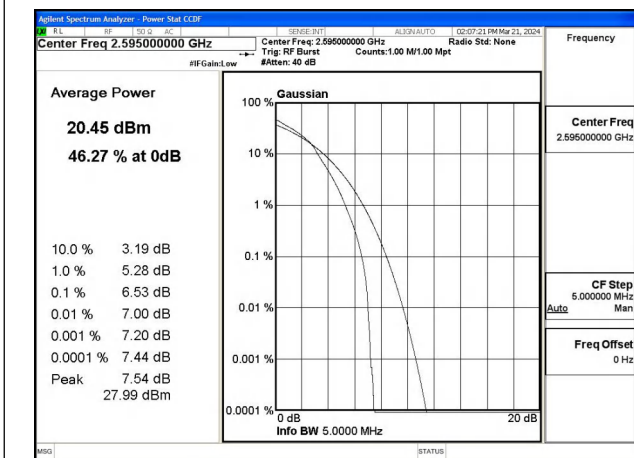 Agilent Spectrum Analyzer - Power Stat CCDF
RL RF 50 Ω AC SENSE:INT ALIGN AUTO 02:07:21 PM Mar 21, 2024
Center Freq 2.595000000 GHz
Center Freq: 2.595000000 GHz Radio Std: None
Trig: RF Burst Counts:1.00 M/1.00 Mpt
#IFGain:Low #Atten: 40 dB
Frequency
Average Power
20.45 dBm
46.27 % at 0dB
10.0 % 3.19 dB
1.0 % 5.28 dB
0.1 % 6.53 dB
0.01 % 7.00 dB
0.001 % 7.20 dB
0.0001 % 7.44 dB
Peak 7.54 dB
27.99 dBm
Gaussian
100 %
10 %
1 %
0.1 %
0.01 %
0.001 %
0.0001 %
0 dB 20 dB
Info BW 5.0000 MHz
Center Freq
2.595000000 GHz
CF Step
5.000000 MHz
Auto Man
Freq Offset
0 Hz
MSG STATUS